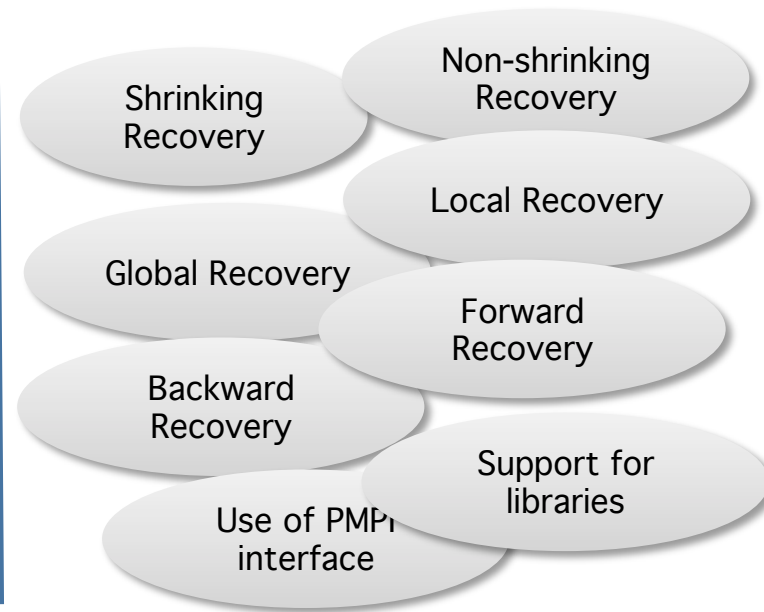 Shrinking
Recovery
Non-shrinking
Recovery
Local Recovery
Global Recovery
Forward
Recovery
Backward
Recovery
Support for
libraries
Use of PMPI
interface